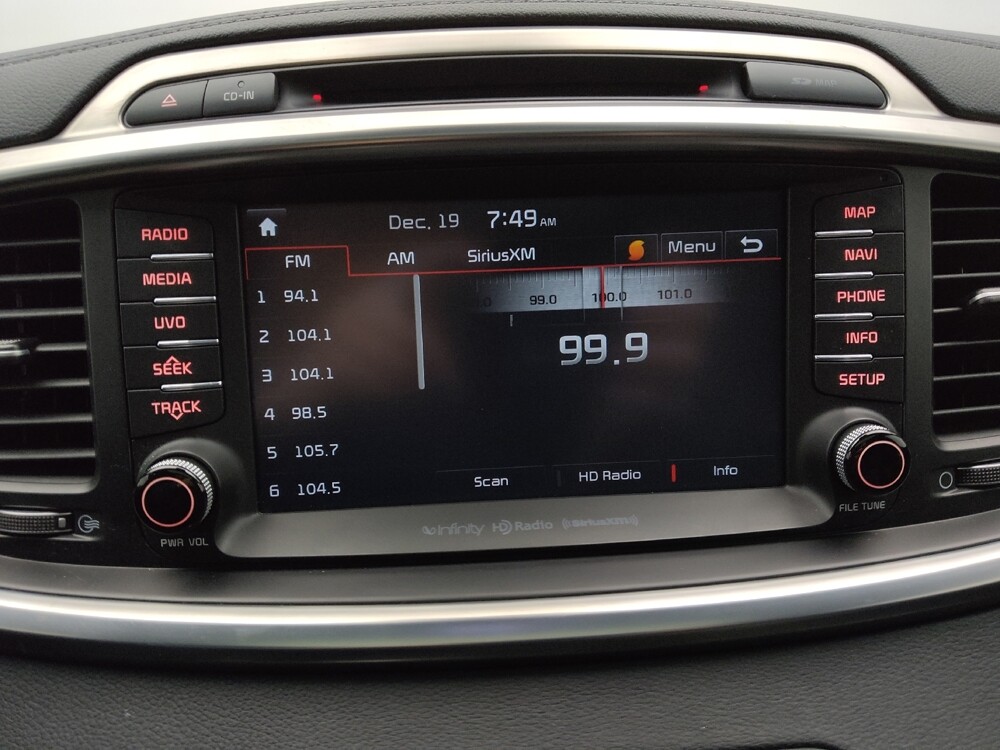 CD-IN
SD MAP
RADIO
MEDIA
UVO
SEEK
TRACK
PWR VOL
Dec. 19 7:49 AM
FM AM SiriusXM Menu
1 94.1
2 104.1
3 104.1
4 98.5
5 105.7
6 104.5
99.0 100.0 101.0
99.9
Scan HD Radio Info
Infinity HD Radio ((SiriusXM))
MAP
NAVI
PHONE
INFO
SETUP
FILE TUNE